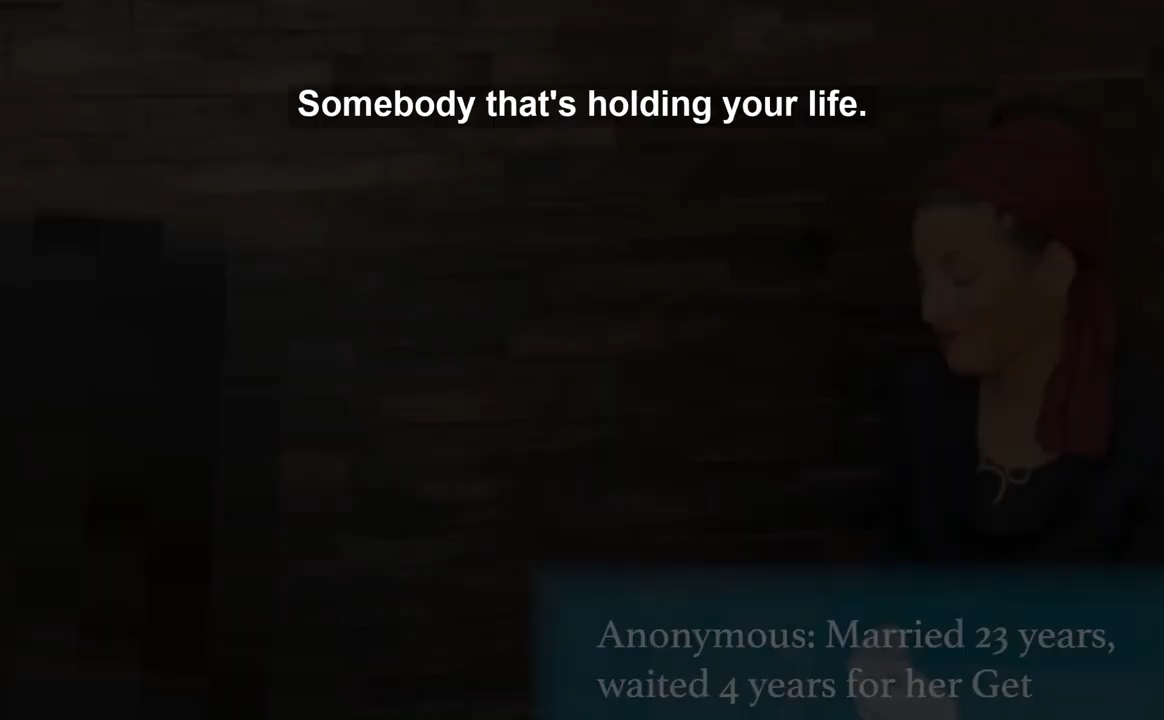 Somebody that's holding your life.
Anonymous: Married 23 years,
waited 4 years for her Get